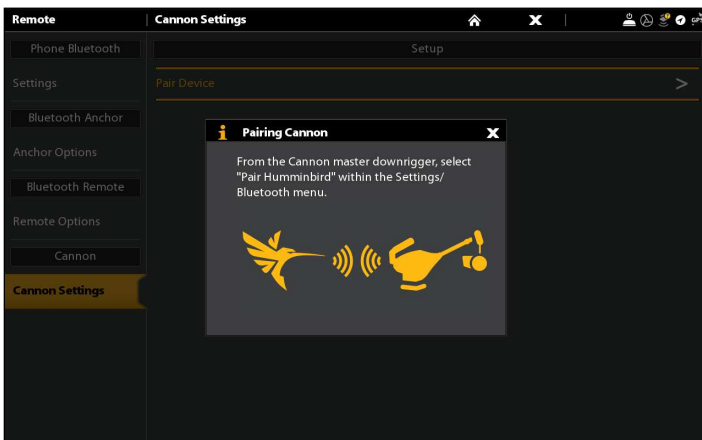 Remote
Cannon Settings
X
GPS
Phone Bluetooth
Setup
Settings
Pair Device
>
Bluetooth Anchor
i Pairing Cannon X
Anchor Options
From the Cannon master downrigger, select
"Pair Humminbird" within the Settings/
Bluetooth menu.
Bluetooth Remote
Remote Options
Cannon
Cannon Settings